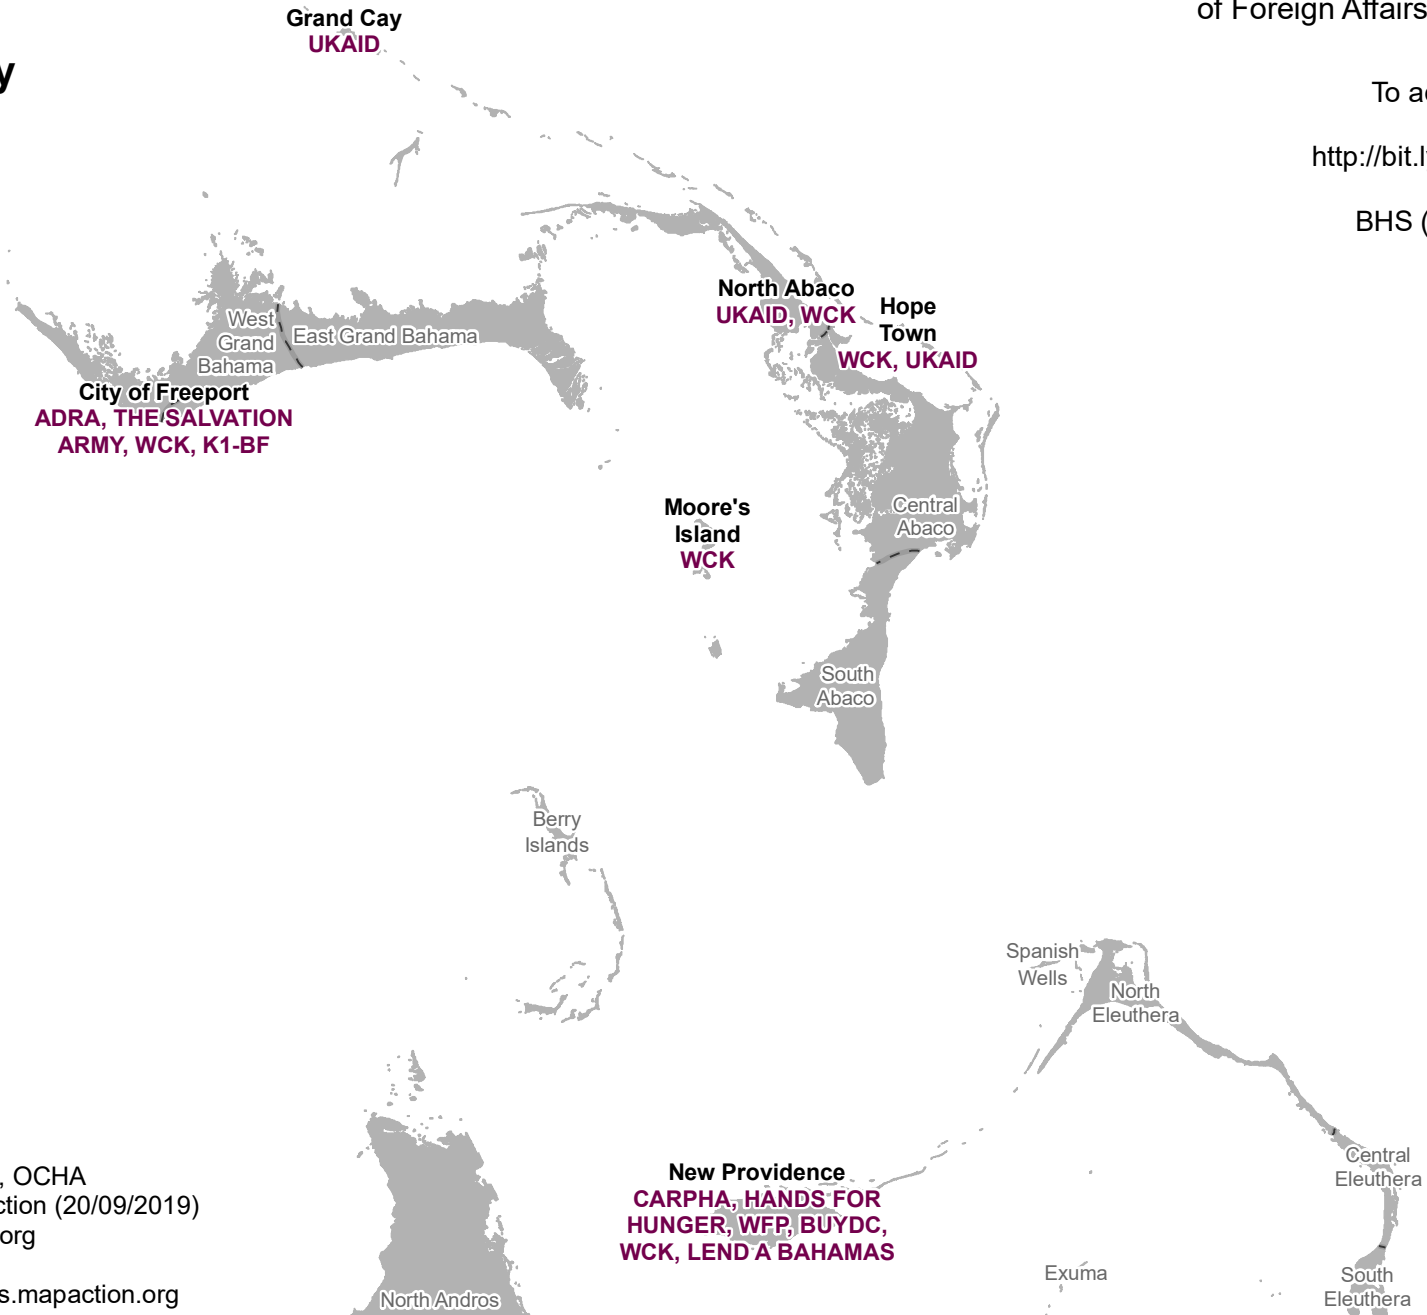 Grand Cay
UKAID
y
of Foreign Affairs
To a
http://bit.l
BHS (
North Abaco
UKAID, WCK
Hope
Town
WCK, UKAID
West
Grand
Bahama
East Grand Bahama
City of Freeport
ADRA, THE SALVATION
ARMY, WCK, K1-BF
Moore's
Island
WCK
Central
Abaco
South
Abaco
Berry
Islands
Spanish
Wells
North
Eleuthera
Central
Eleuthera
New Providence
CARPHA, HANDS FOR
HUNGER, WFP, BUYDC,
WCK, LEND A BAHAMAS
, OCHA
ction (20/09/2019)
org
s.mapaction.org
North Andros
Exuma
South
Eleuthera